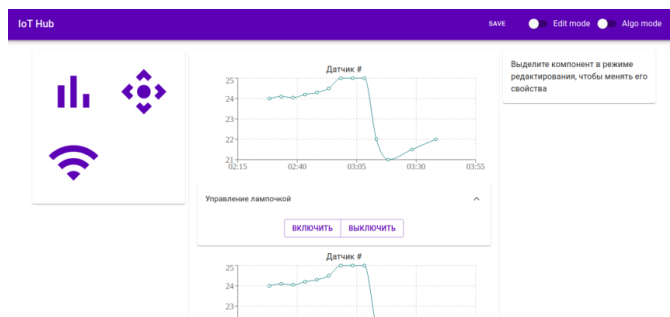 IoT Hub
SAVE
Edit mode
Algo mode
Датчик #
25
24
23
22
21
02:15
02:40
03:05
03:30
03:55
Управление лампочкой
ВКЛЮЧИТЬ
ВЫКЛЮЧИТЬ
Датчик #
25
24
23
Выделите компонент в режиме
редактирования, чтобы менять его
свойства